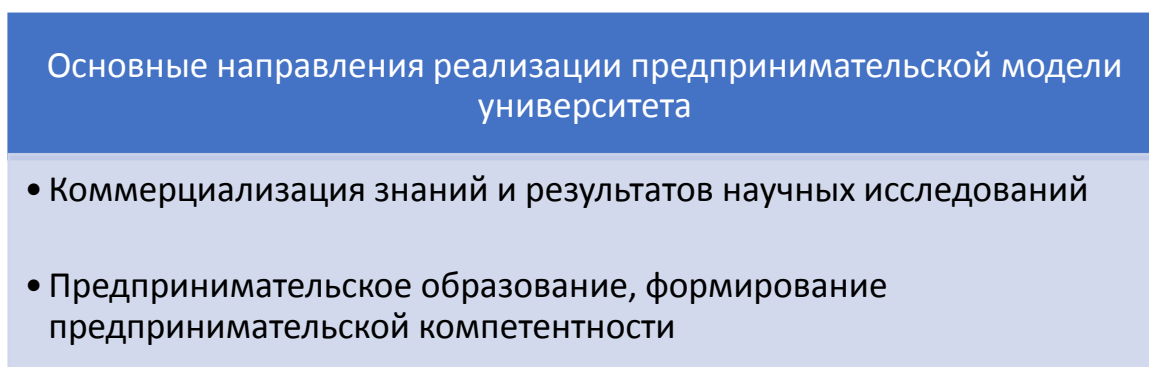 Основные направления реализации предпринимательской модели
университета
• Коммерциализация знаний и результатов научных исследований
• Предпринимательское образование, формирование
предпринимательской компетентности